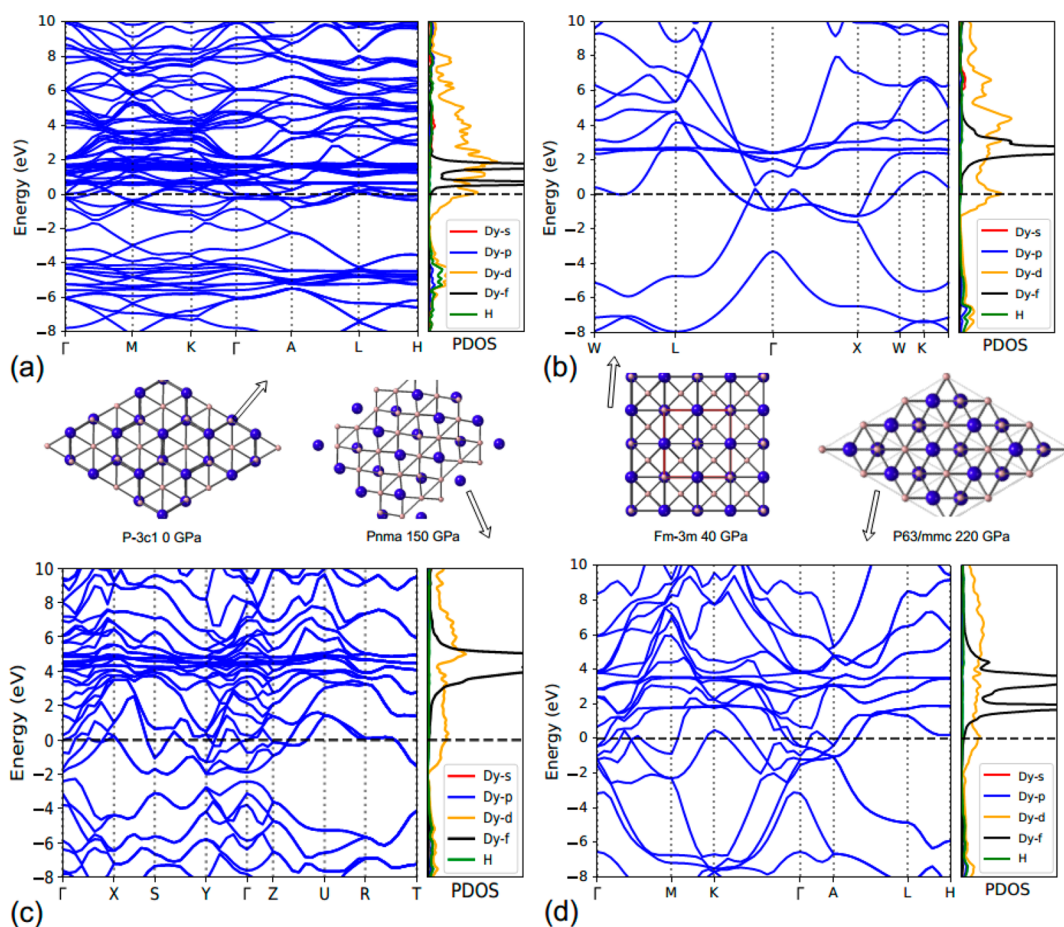 (a)
Energy (eV)
10
8
6
4
2
0
−2
−4
−6
−8
Γ M K Γ A L H
PDOS
Dy-s
Dy-p
Dy-d
Dy-f
H
(b)
Energy (eV)
10
8
6
4
2
0
−2
−4
−6
−8
W L Γ X W K
PDOS
Dy-s
Dy-p
Dy-d
Dy-f
H
P-3c1 0 GPa
Pnma 150 GPa
Fm-3m 40 GPa
P63/mmc 220 GPa
(c)
Energy (eV)
10
8
6
4
2
0
−2
−4
−6
−8
Γ X S Y Γ Z U R T
PDOS
Dy-s
Dy-p
Dy-d
Dy-f
H
(d)
Energy (eV)
10
8
6
4
2
0
−2
−4
−6
−8
Γ M K Γ A L H
PDOS
Dy-s
Dy-p
Dy-d
Dy-f
H